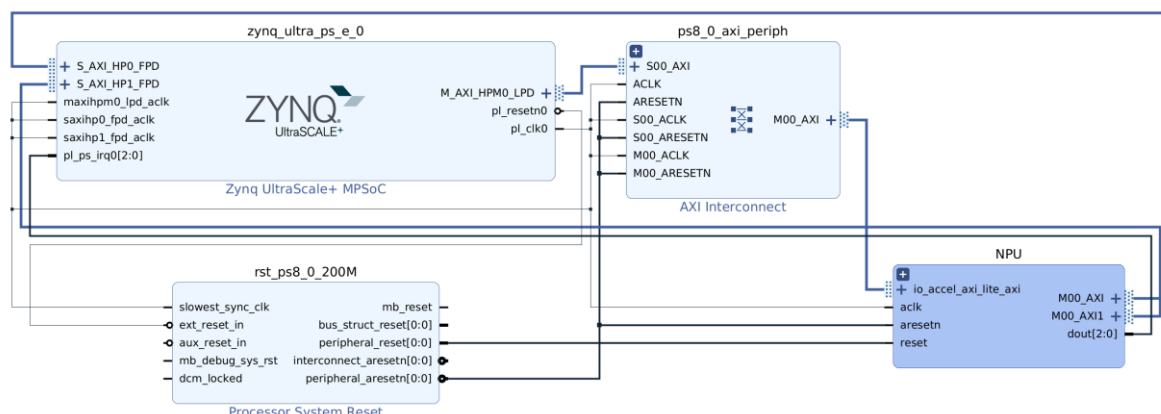 zynq_ultra_ps_e_0
S_AXI_HP0_FPD
S_AXI_HP1_FPD
maxihpm0_lpd_aclk
saxihp0_fpd_aclk
saxihp1_fpd_aclk
pl_ps_irq0[2:0]
ZYNQ
UltraSCALE+
M_AXI_HPM0_LPD
pl_resetn0
pl_clk0
Zynq UltraScale+ MPSoC
ps8_0_axi_periph
S00_AXI
ACLK
ARESETN
S00_ACLK
S00_ARESETN
M00_ACLK
M00_ARESETN
M00_AXI
AXI Interconnect
rst_ps8_0_200M
slowest_sync_clk
ext_reset_in
aux_reset_in
mb_debug_sys_rst
dcm_locked
mb_reset
bus_struct_reset[0:0]
peripheral_reset[0:0]
interconnect_aresetn[0:0]
peripheral_aresetn[0:0]
Processor System Reset
NPU
io_accel_axi_lite_axi
aclk
aresetn
reset
M00_AXI
M00_AXI1
dout[2:0]